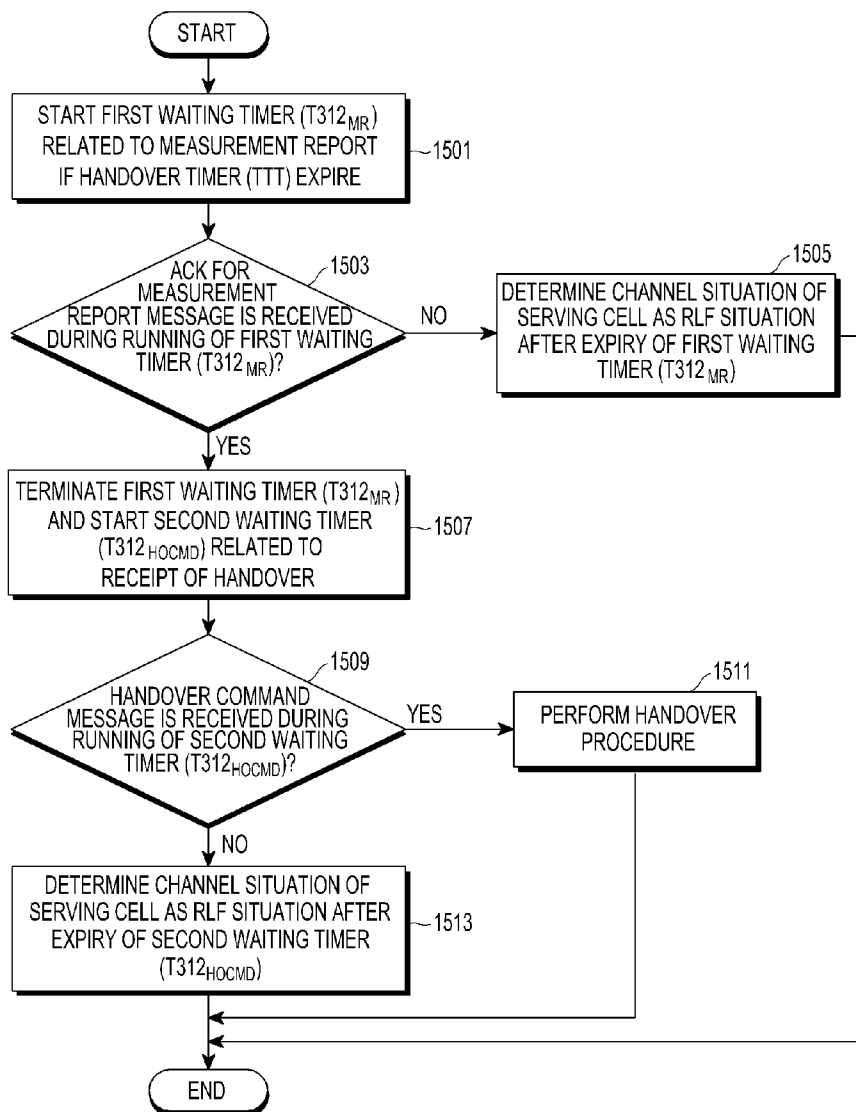 START
START FIRST WAITING TIMER (T312MR)
RELATED TO MEASUREMENT REPORT
IF HANDOVER TIMER (TTT) EXPIRE
1501
ACK FOR
MEASUREMENT
REPORT MESSAGE IS RECEIVED
DURING RUNNING OF FIRST WAITING
TIMER (T312MR)?
1503
NO
DETERMINE CHANNEL SITUATION OF
SERVING CELL AS RLF SITUATION
AFTER EXPIRY OF FIRST WAITING
TIMER (T312MR)
1505
YES
TERMINATE FIRST WAITING TIMER (T312MR)
AND START SECOND WAITING TIMER
(T312HOCMD) RELATED TO
RECEIPT OF HANDOVER
1507
HANDOVER COMMAND
MESSAGE IS RECEIVED DURING
RUNNING OF SECOND WAITING
TIMER (T312HOCMD)?
1509
YES
PERFORM HANDOVER
PROCEDURE
1511
NO
DETERMINE CHANNEL SITUATION OF
SERVING CELL AS RLF SITUATION AFTER
EXPIRY OF SECOND WAITING TIMER
(T312HOCMD)
1513
END